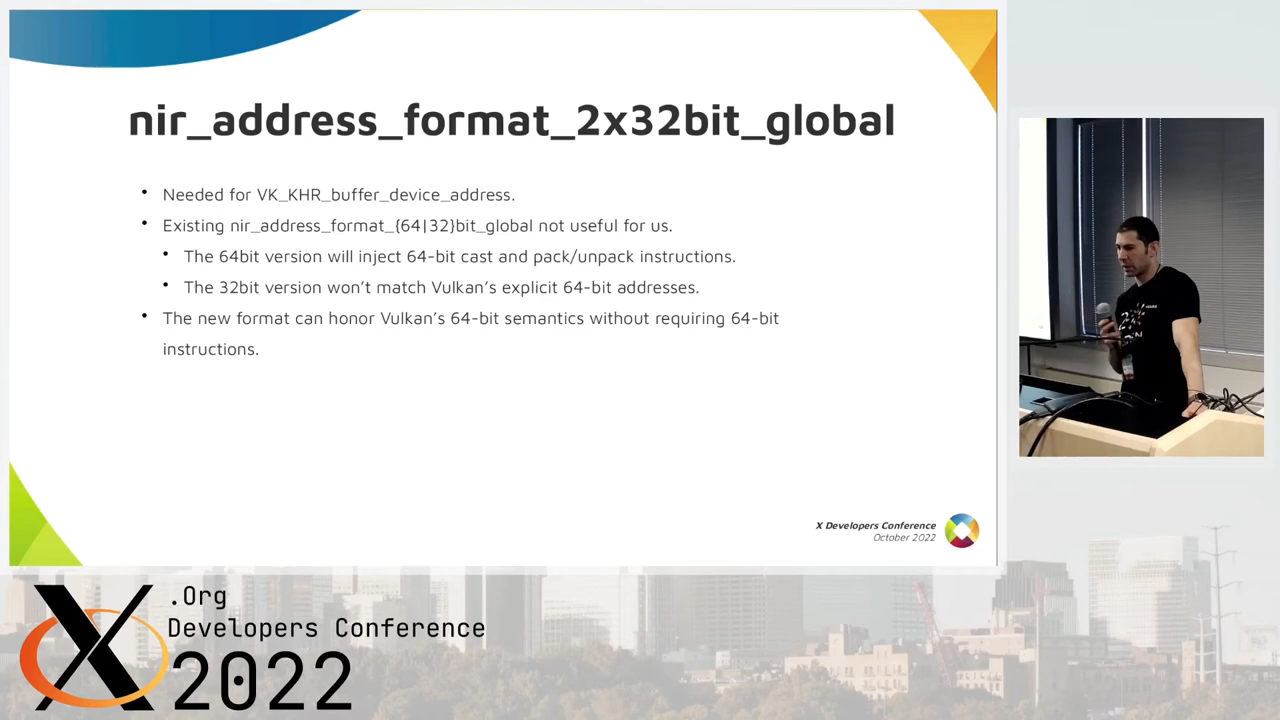 nir_address_format_2x32bit_global
• Needed for VK_KHR_buffer_device_address.
• Existing nir_address_format_{64|32}bit_global not useful for us.
• The 64bit version will inject 64-bit cast and pack/unpack instructions.
• The 32bit version won't match Vulkan's explicit 64-bit addresses.
• The new format can honor Vulkan's 64-bit semantics without requiring 64-bit
instructions.
X Developers Conference
October 2022
X.Org
Developers Conference
2022